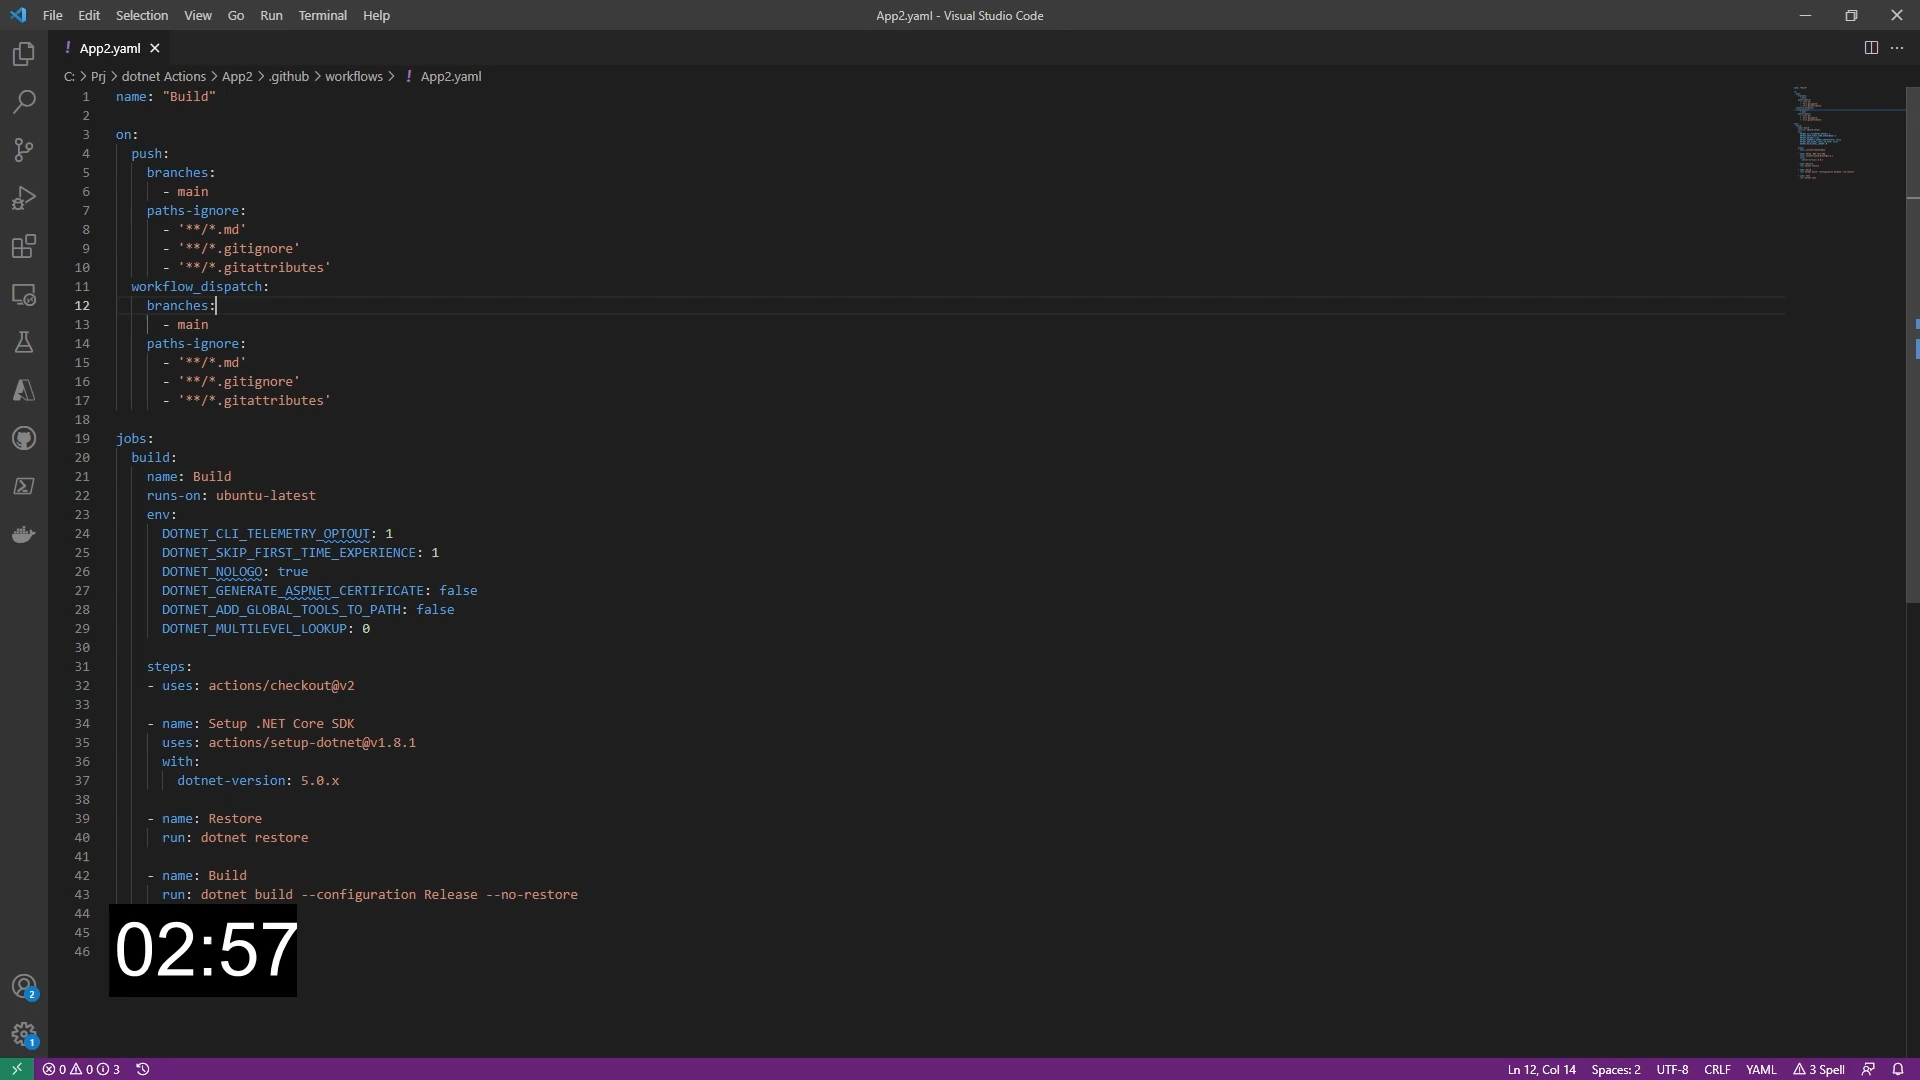 File Edit Selection View Go Run Terminal Help
App2.yaml - Visual Studio Code
! App2.yaml
C: > Prj > dotnet Actions > App2 > .github > workflows > ! App2.yaml
1 name: "Build"
2
3 on:
4 push:
5 branches:
6 - main
7 paths-ignore:
8 - '**/*.md'
9 - '**/*.gitignore'
10 - '**/*.gitattributes'
11 workflow_dispatch:
12 branches:
13 - main
14 paths-ignore:
15 - '**/*.md'
16 - '**/*.gitignore'
17 - '**/*.gitattributes'
18
19 jobs:
20 build:
21 name: Build
22 runs-on: ubuntu-latest
23 env:
24 DOTNET_CLI_TELEMETRY_OPTOUT: 1
25 DOTNET_SKIP_FIRST_TIME_EXPERIENCE: 1
26 DOTNET_NOLOGO: true
27 DOTNET_GENERATE_ASPNET_CERTIFICATE: false
28 DOTNET_ADD_GLOBAL_TOOLS_TO_PATH: false
29 DOTNET_MULTILEVEL_LOOKUP: 0
30
31 steps:
32 - uses: actions/checkout@v2
33
34 - name: Setup .NET Core SDK
35 uses: actions/setup-dotnet@v1.8.1
36 with:
37 dotnet-version: 5.0.x
38
39 - name: Restore
40 run: dotnet restore
41
42 - name: Build
43 run: dotnet build --configuration Release --no-restore
44
45
46
02:57
2
1
0 0 3
Ln 12, Col 14 Spaces: 2 UTF-8 CRLF YAML 3 Spell